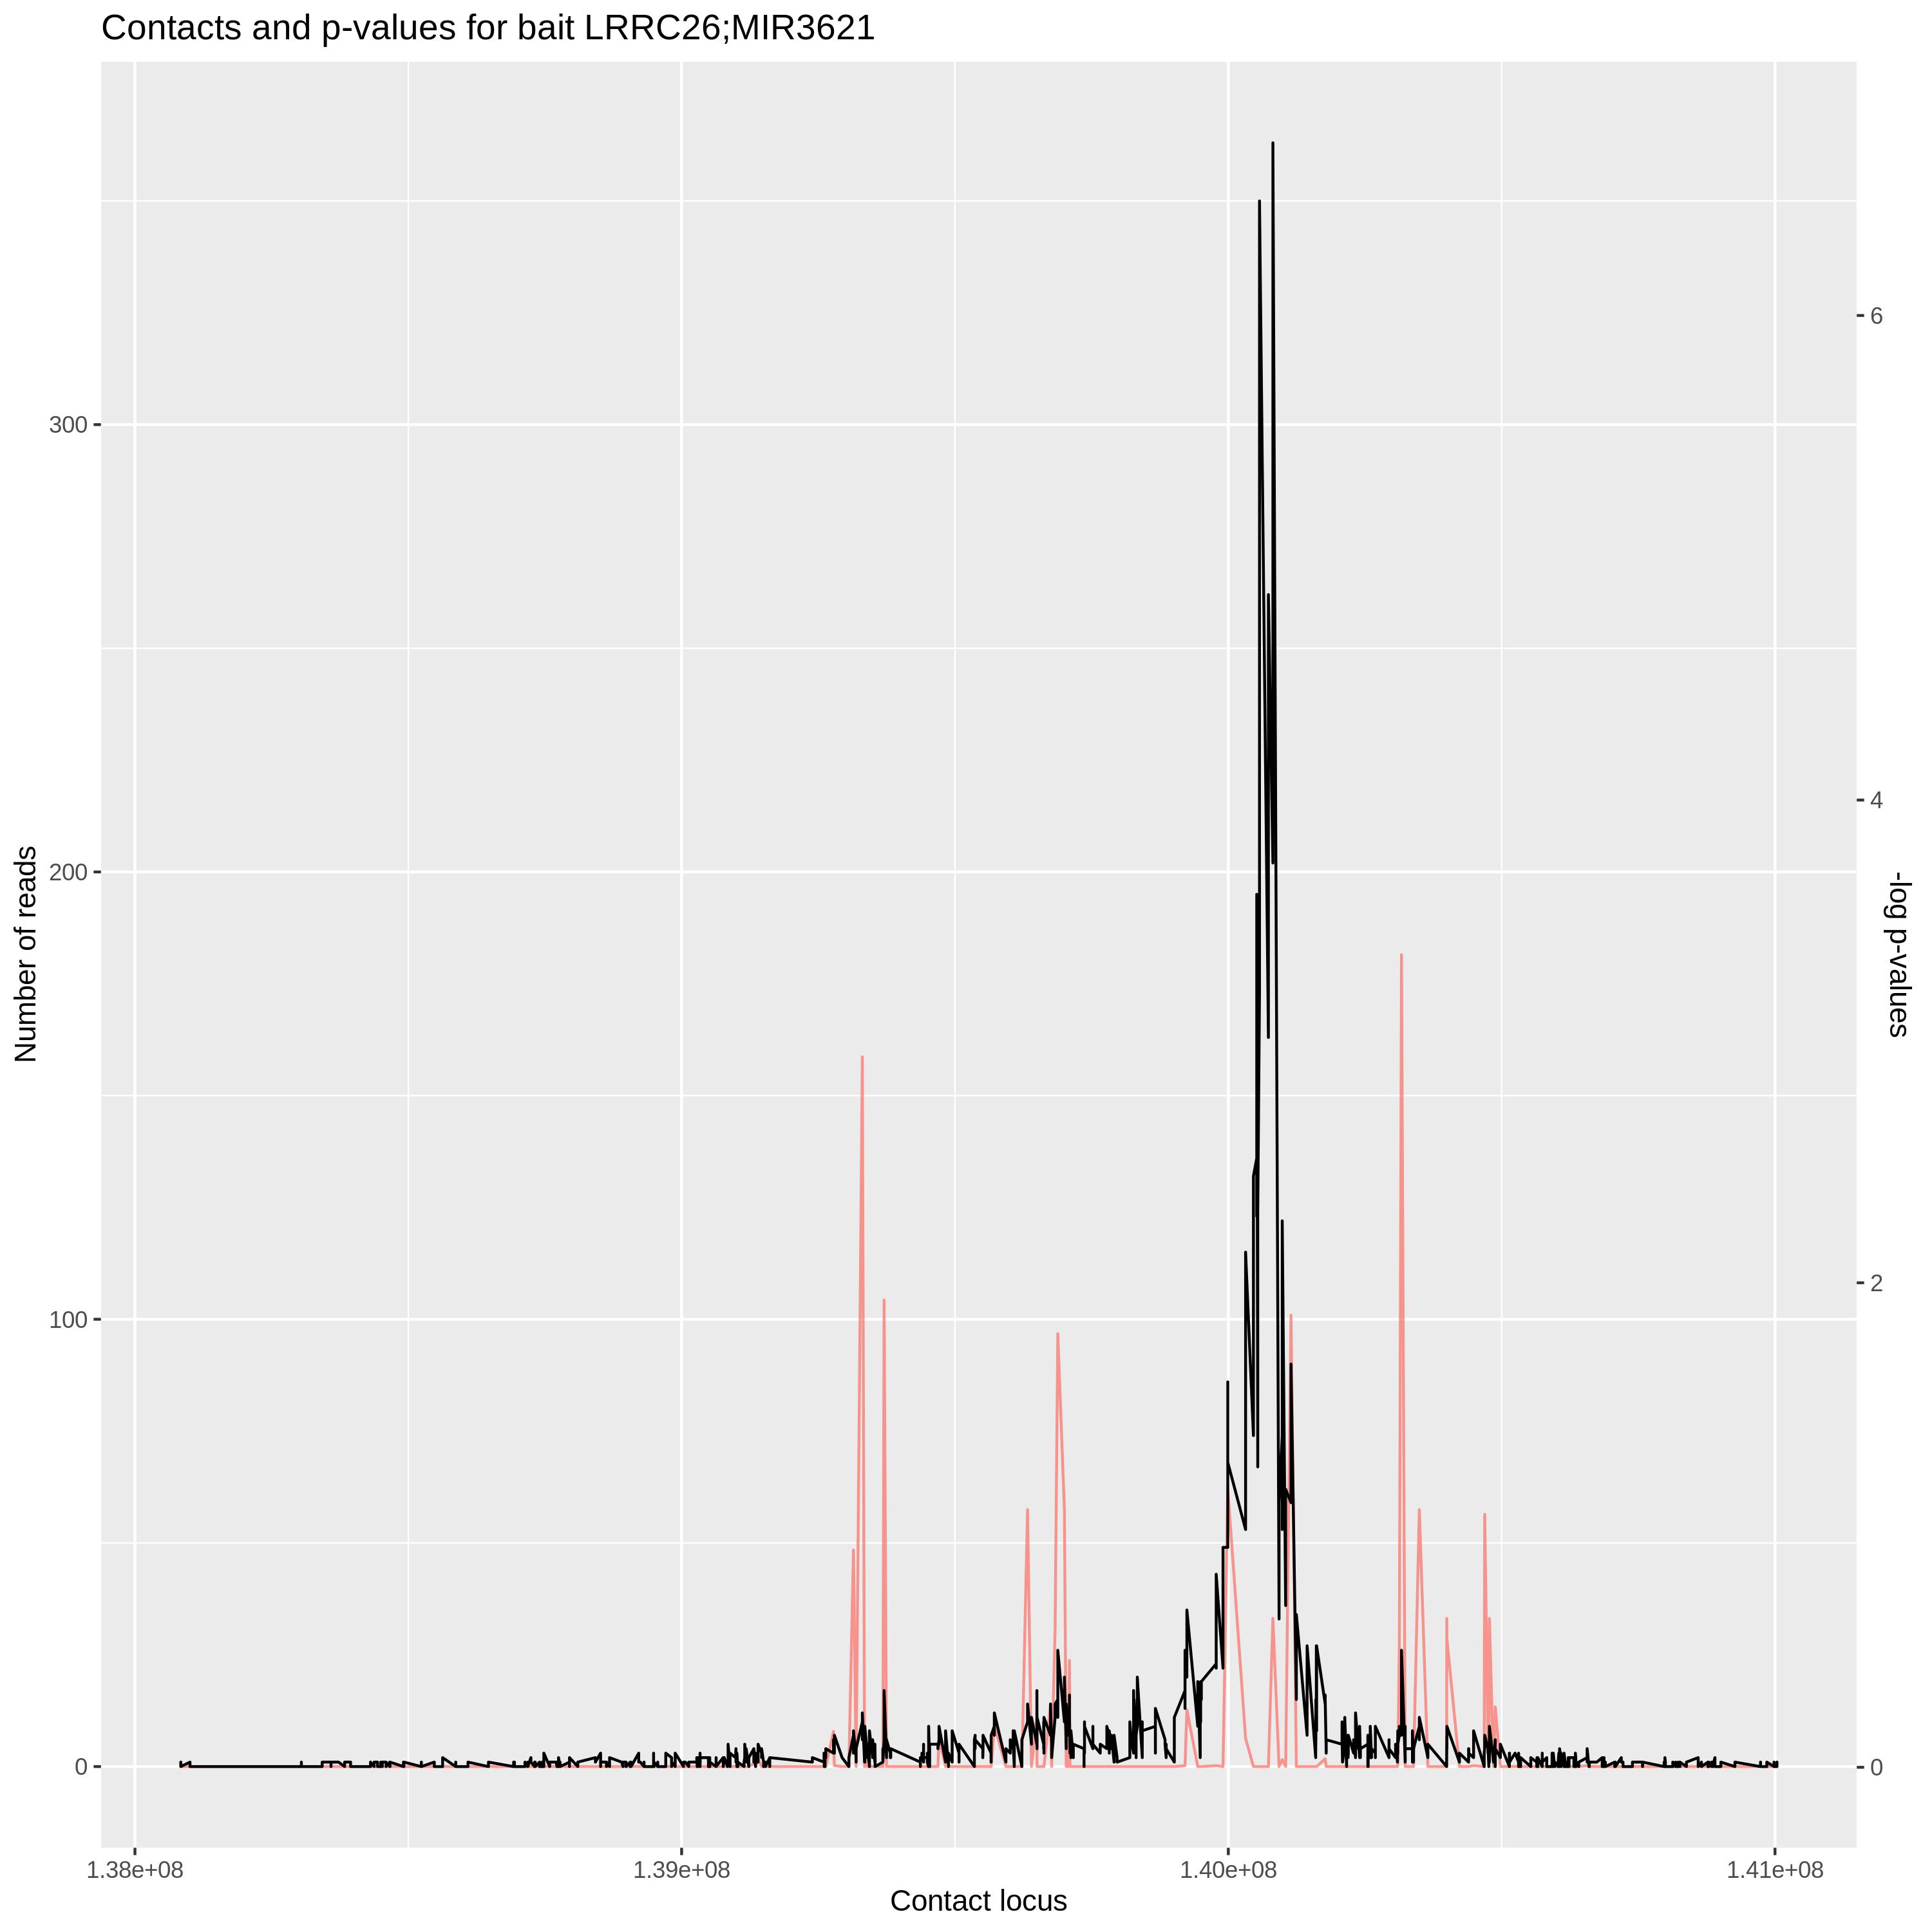 Contacts and p-values for bait LRRC26;MIR3621
300
200
100
0
Number of reads
6
4
2
0
-log p-values
1.38e+08 1.39e+08 1.40e+08 1.41e+08
Contact locus